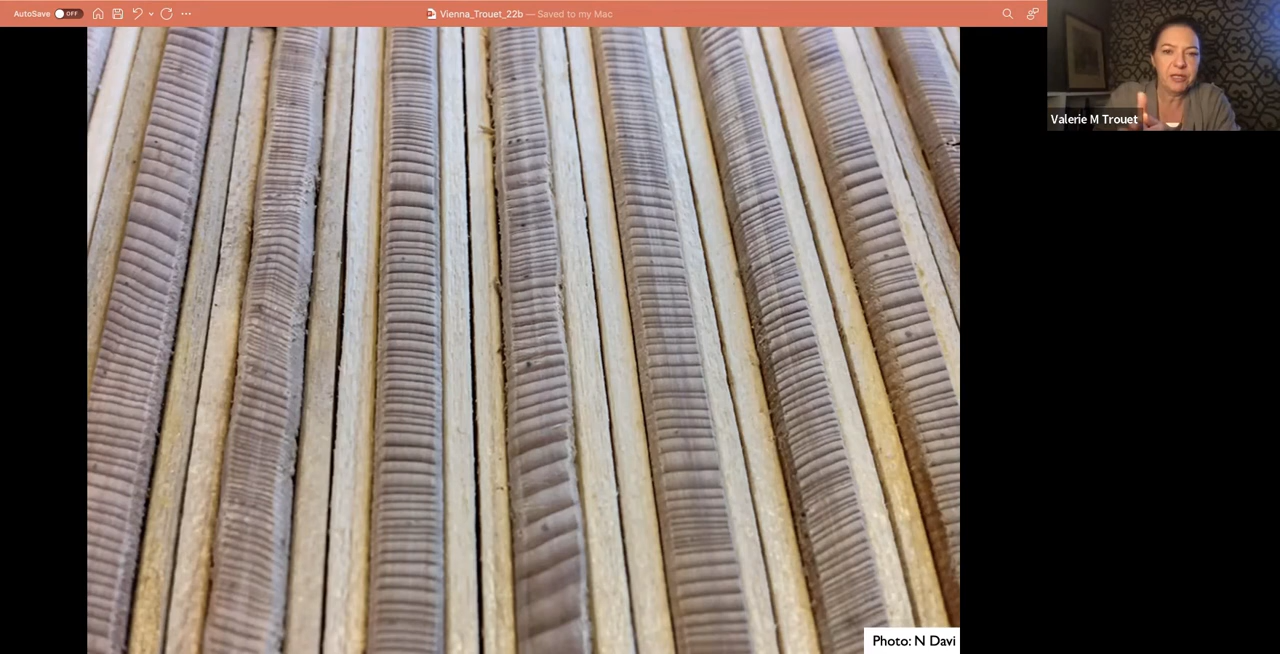 AutoSave OFF
Vienna_Trouet_22b — Saved to my Mac
Valerie M Trouet
Photo: N Davi